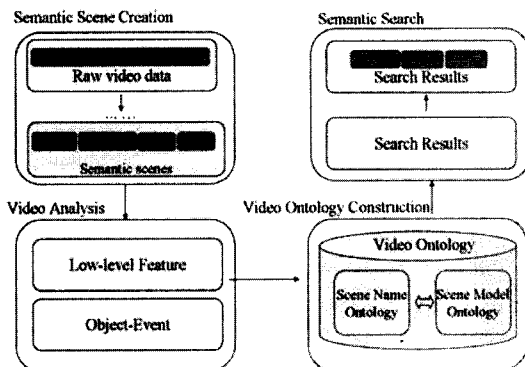 Semantic Scene Creation
Raw video data
... ...
Semantic scenes
Semantic Search
Search Results
Search Results
Video Analysis
Low-level Feature
Object-Event
Video Ontology Construction
Video Ontology
Scene Name
Ontology
Scene Model
Ontology